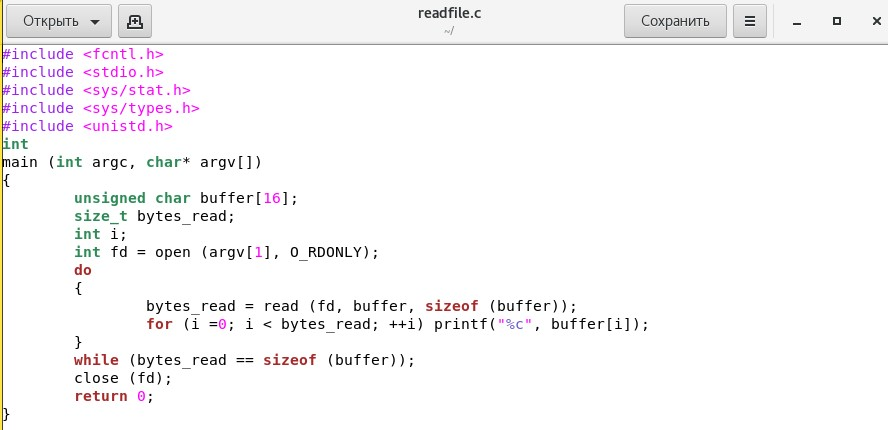 Открыть
readfile.c
~/
Сохранить
#include <fcntl.h>
#include <stdio.h>
#include <sys/stat.h>
#include <sys/types.h>
#include <unistd.h>
int
main (int argc, char* argv[])
{
        unsigned char buffer[16];
        size_t bytes_read;
        int i;
        int fd = open (argv[1], O_RDONLY);
        do
        {
                bytes_read = read (fd, buffer, sizeof (buffer));
                for (i =0; i < bytes_read; ++i) printf("%c", buffer[i]);
        }
        while (bytes_read == sizeof (buffer));
        close (fd);
        return 0;
}